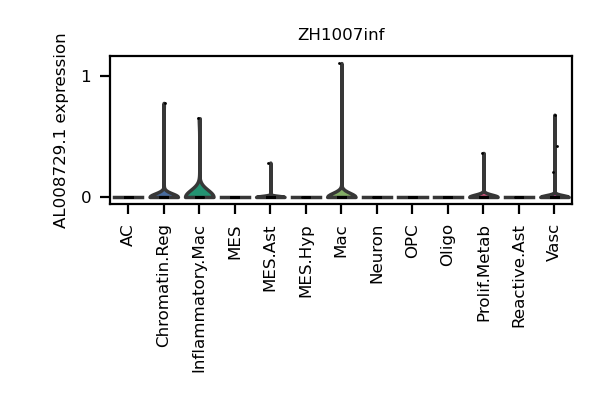 ZH1007inf
AL008729.1 expression
1
0
AC
Chromatin.Reg
Inflammatory.Mac
MES
MES.Ast
MES.Hyp
Mac
Neuron
OPC
Oligo
Prolif.Metab
Reactive.Ast
Vasc